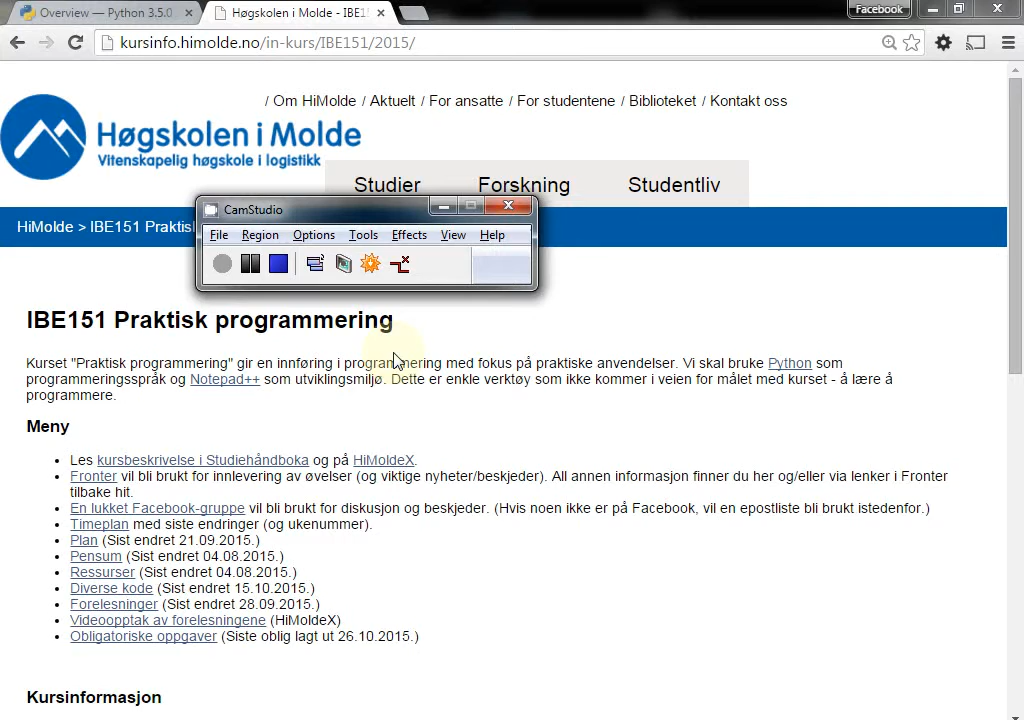 Overview — Python 3.5.0
Høgskolen i Molde - IBE1
Facebook
kursinfo.himolde.no/in-kurs/IBE151/2015/
/ Om HiMolde / Aktuelt / For ansatte / For studentene / Biblioteket / Kontakt oss
Høgskolen i Molde
Vitenskapelig høgskole i logistikk
Studier Forskning Studentliv
CamStudio
HiMolde > IBE151 Praktis
File Region Options Tools Effects View Help
IBE151 Praktisk programmering
Kurset "Praktisk programmering" gir en innføring i programmering med fokus på praktiske anvendelser. Vi skal bruke Python som
programmeringsspråk og Notepad++ som utviklingsmiljø. Dette er enkle verktøy som ikke kommer i veien for målet med kurset - å lære å
programmere.
Meny
• Les kursbeskrivelse i Studiehåndboka og på HiMoldeX.
• Fronter vil bli brukt for innlevering av øvelser (og viktige nyheter/beskjeder). All annen informasjon finner du her og/eller via lenker i Fronter
tilbake hit.
• En lukket Facebook-gruppe vil bli brukt for diskusjon og beskjeder. (Hvis noen ikke er på Facebook, vil en epostliste bli brukt istedenfor.)
• Timeplan med siste endringer (og ukenummer).
• Plan (Sist endret 21.09.2015.)
• Pensum (Sist endret 04.08.2015.)
• Ressurser (Sist endret 04.08.2015.)
• Diverse kode (Sist endret 15.10.2015.)
• Forelesninger (Sist endret 28.09.2015.)
• Videoopptak av forelesningene (HiMoldeX)
• Obligatoriske oppgaver (Siste oblig lagt ut 26.10.2015.)
Kursinformasjon